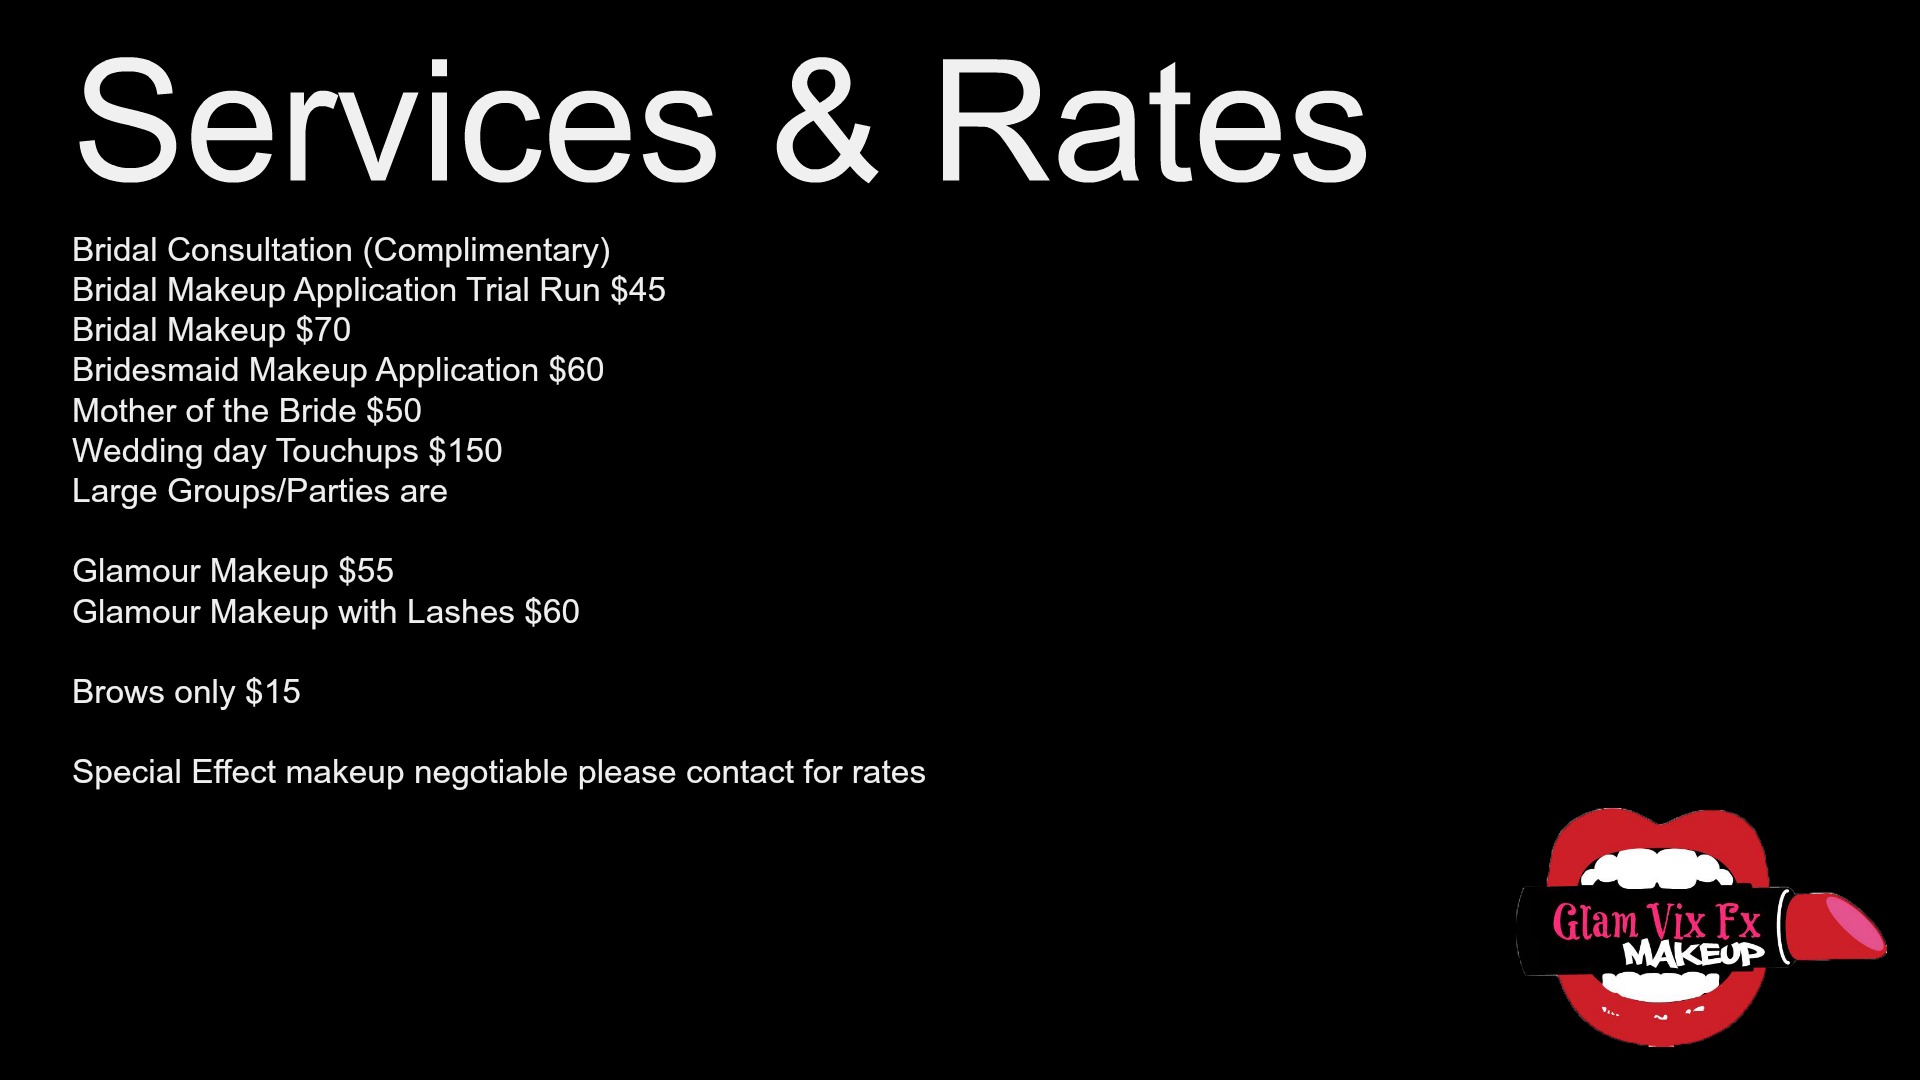 Services & Rates
Bridal Consultation (Complimentary)
Bridal Makeup Application Trial Run $45
Bridal Makeup $70
Bridesmaid Makeup Application $60
Mother of the Bride $50
Wedding day Touchups $150
Large Groups/Parties are
Glamour Makeup $55
Glamour Makeup with Lashes $60
Brows only $15
Special Effect makeup negotiable please contact for rates
Glam Vix Fx
MAKEUP